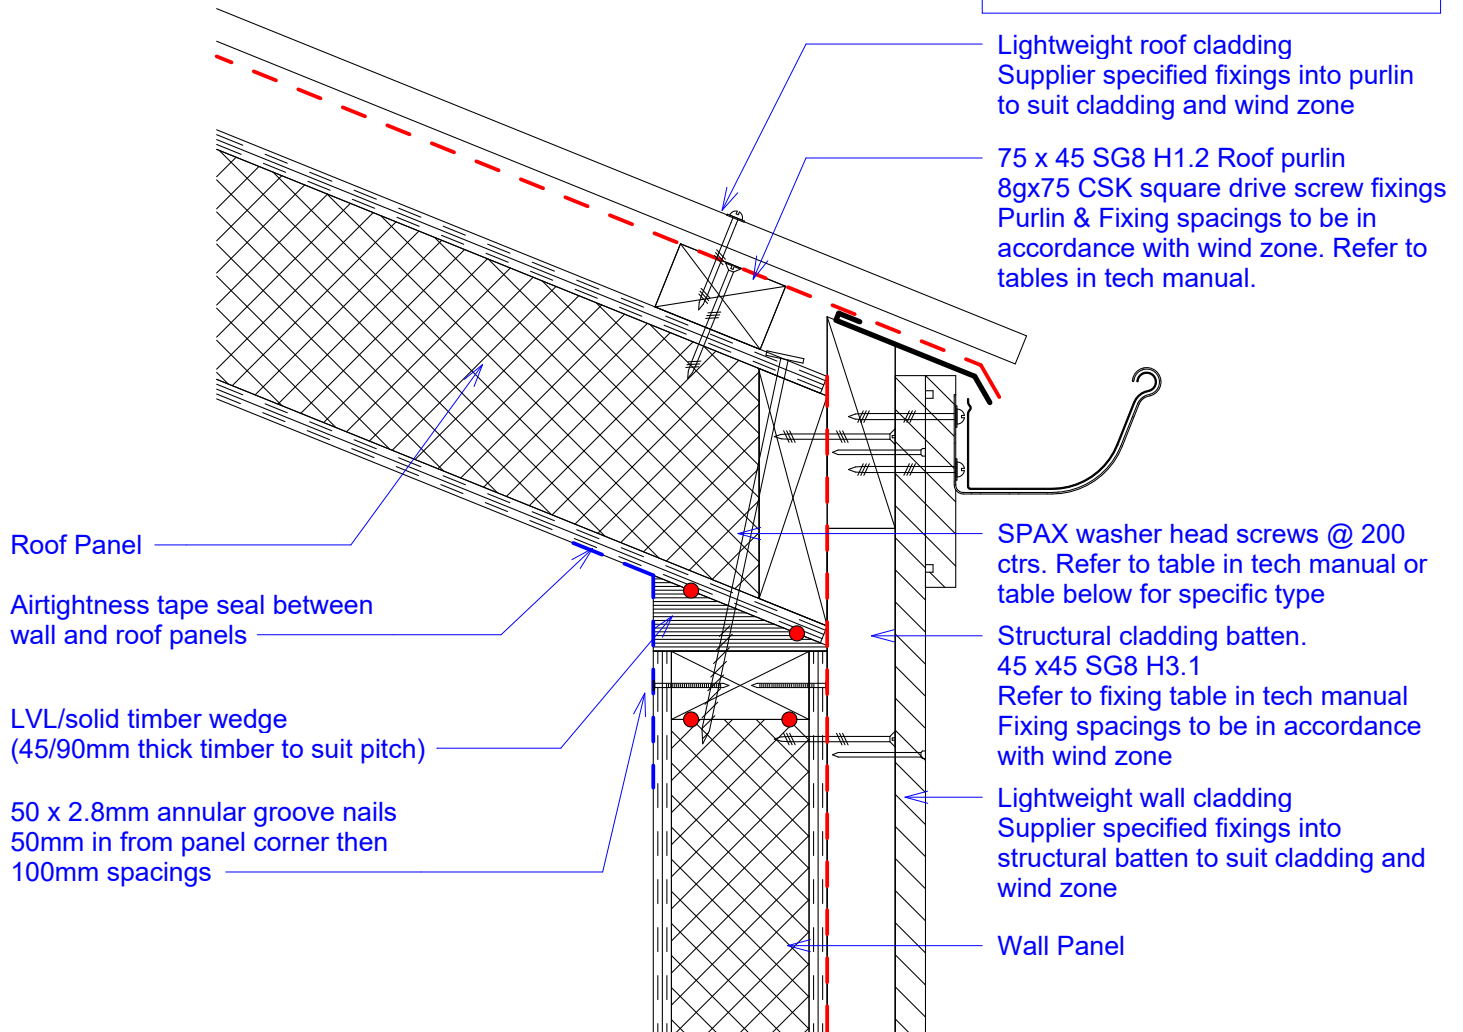 Lightweight roof cladding
Supplier specified fixings into purlin
to suit cladding and wind zone
75 x 45 SG8 H1.2 Roof purlin
8gx75 CSK square drive screw fixings
Purlin & Fixing spacings to be in
accordance with wind zone. Refer to
tables in tech manual.
Roof Panel
Airtightness tape seal between
wall and roof panels
LVL/solid timber wedge
(45/90mm thick timber to suit pitch)
50 x 2.8mm annular groove nails
50mm in from panel corner then
100mm spacings
SPAX washer head screws @ 200
ctrs. Refer to table in tech manual or
table below for specific type
Structural cladding batten.
45 x45 SG8 H3.1
Refer to fixing table in tech manual
Fixing spacings to be in accordance
with wind zone
Lightweight wall cladding
Supplier specified fixings into
structural batten to suit cladding and
wind zone
Wall Panel